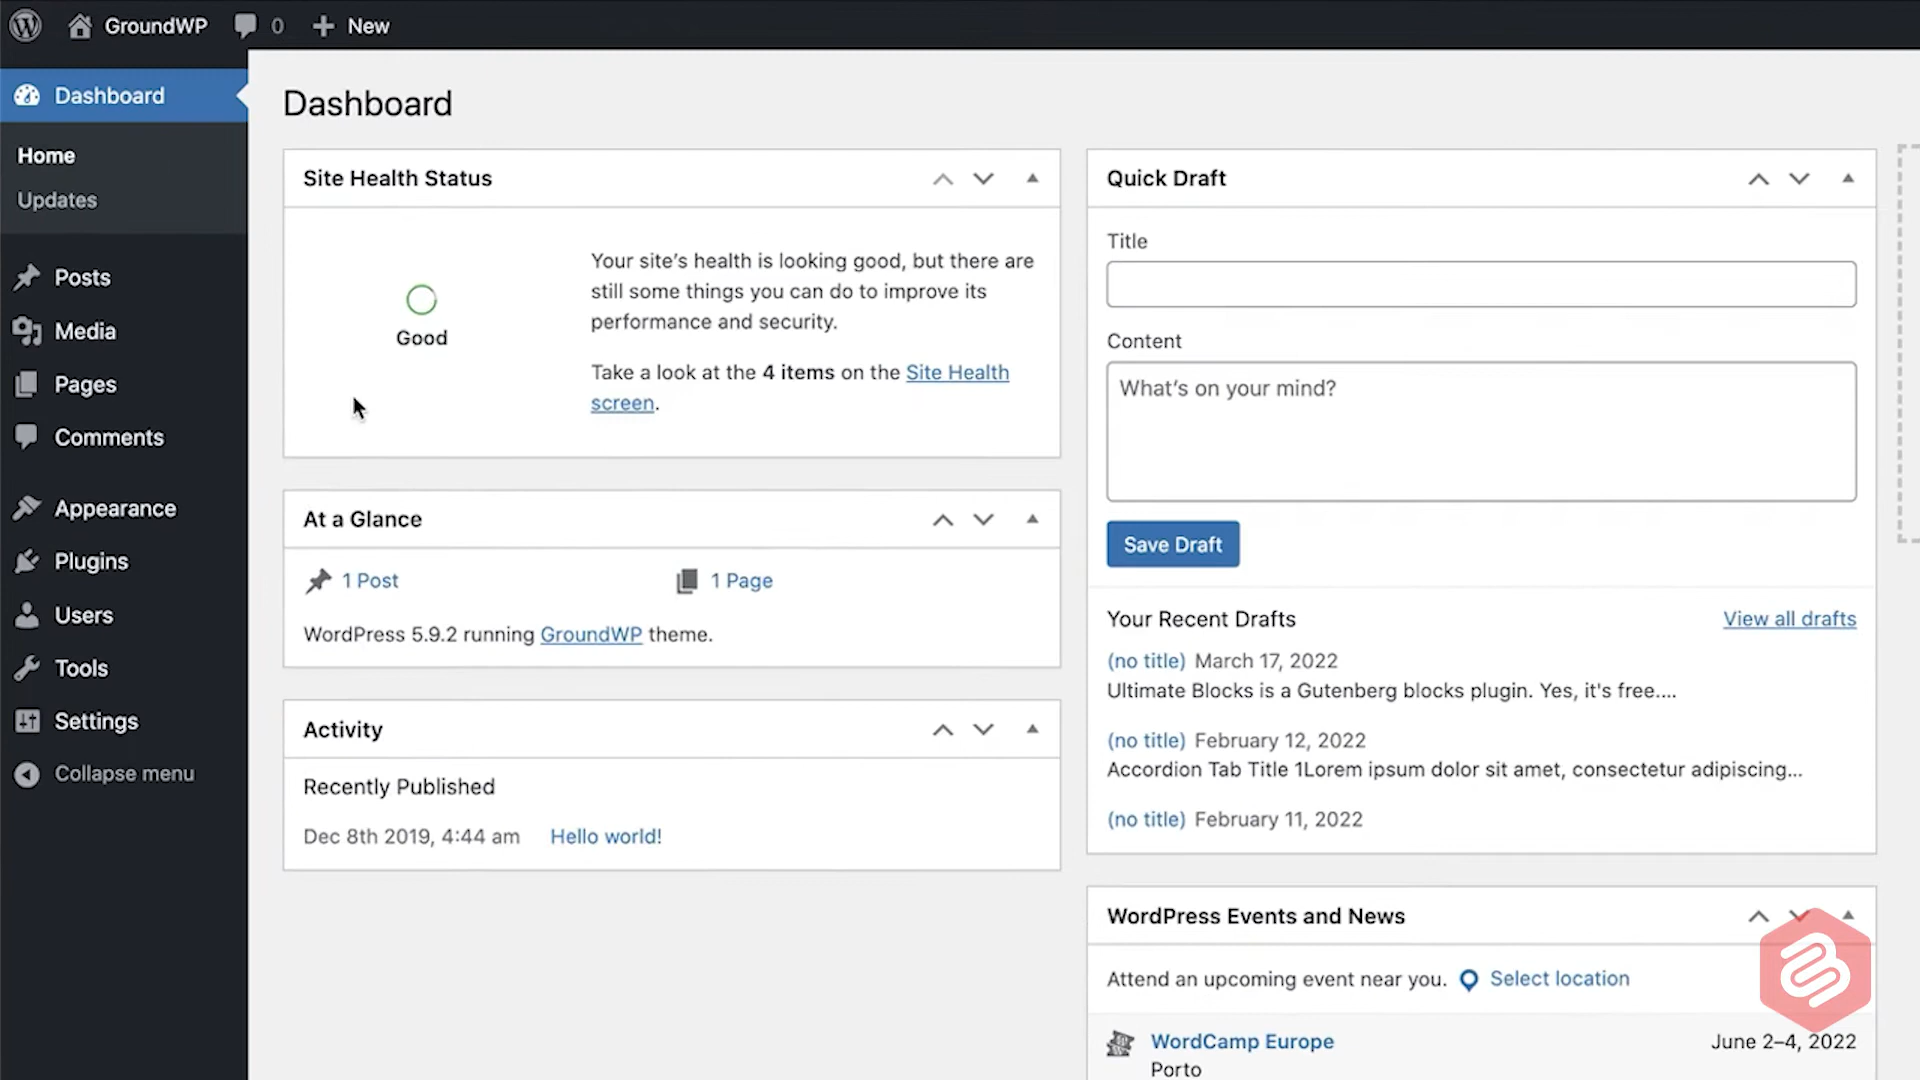 GroundWP 0 New
Dashboard
Home
Updates
Posts
Media
Pages
Comments
Appearance
Plugins
Users
Tools
Settings
Collapse menu
Dashboard
Site Health Status
Good
Your site’s health is looking good, but there are
still some things you can do to improve its
performance and security.
Take a look at the 4 items on the Site Health
screen.
At a Glance
1 Post
1 Page
WordPress 5.9.2 running GroundWP theme.
Activity
Recently Published
Dec 8th 2019, 4:44 am Hello world!
Quick Draft
Title
Content
What’s on your mind?
Save Draft
Your Recent Drafts View all drafts
(no title) March 17, 2022
Ultimate Blocks is a Gutenberg blocks plugin. Yes, it's free....
(no title) February 12, 2022
Accordion Tab Title 1Lorem ipsum dolor sit amet, consectetur adipiscing...
(no title) February 11, 2022
WordPress Events and News
Attend an upcoming event near you. Select location
WordCamp Europe June 2–4, 2022
Porto